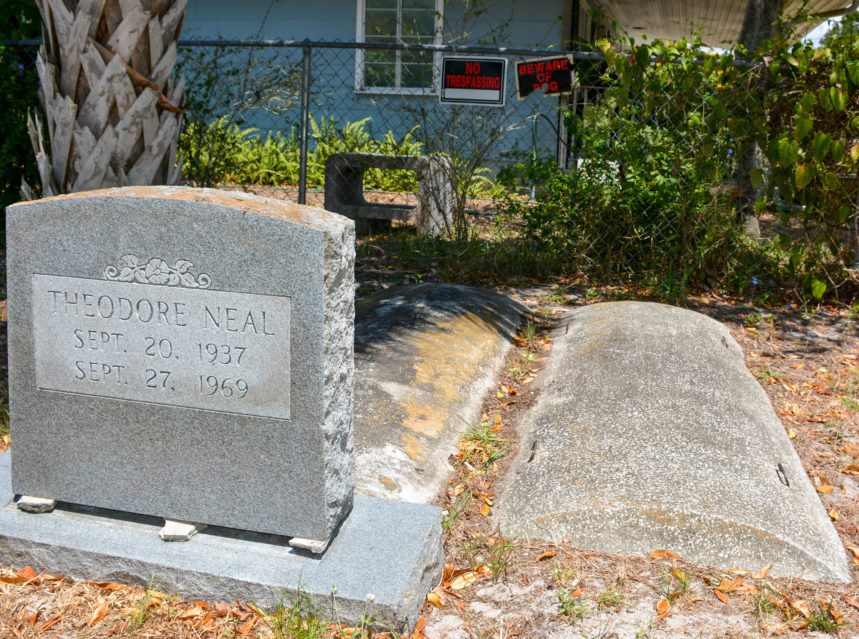 NO
TRESPASSING
BEWARE
OF
DOG
THEODORE NEAL
SEPT. 20. 1937
SEPT. 27. 1969